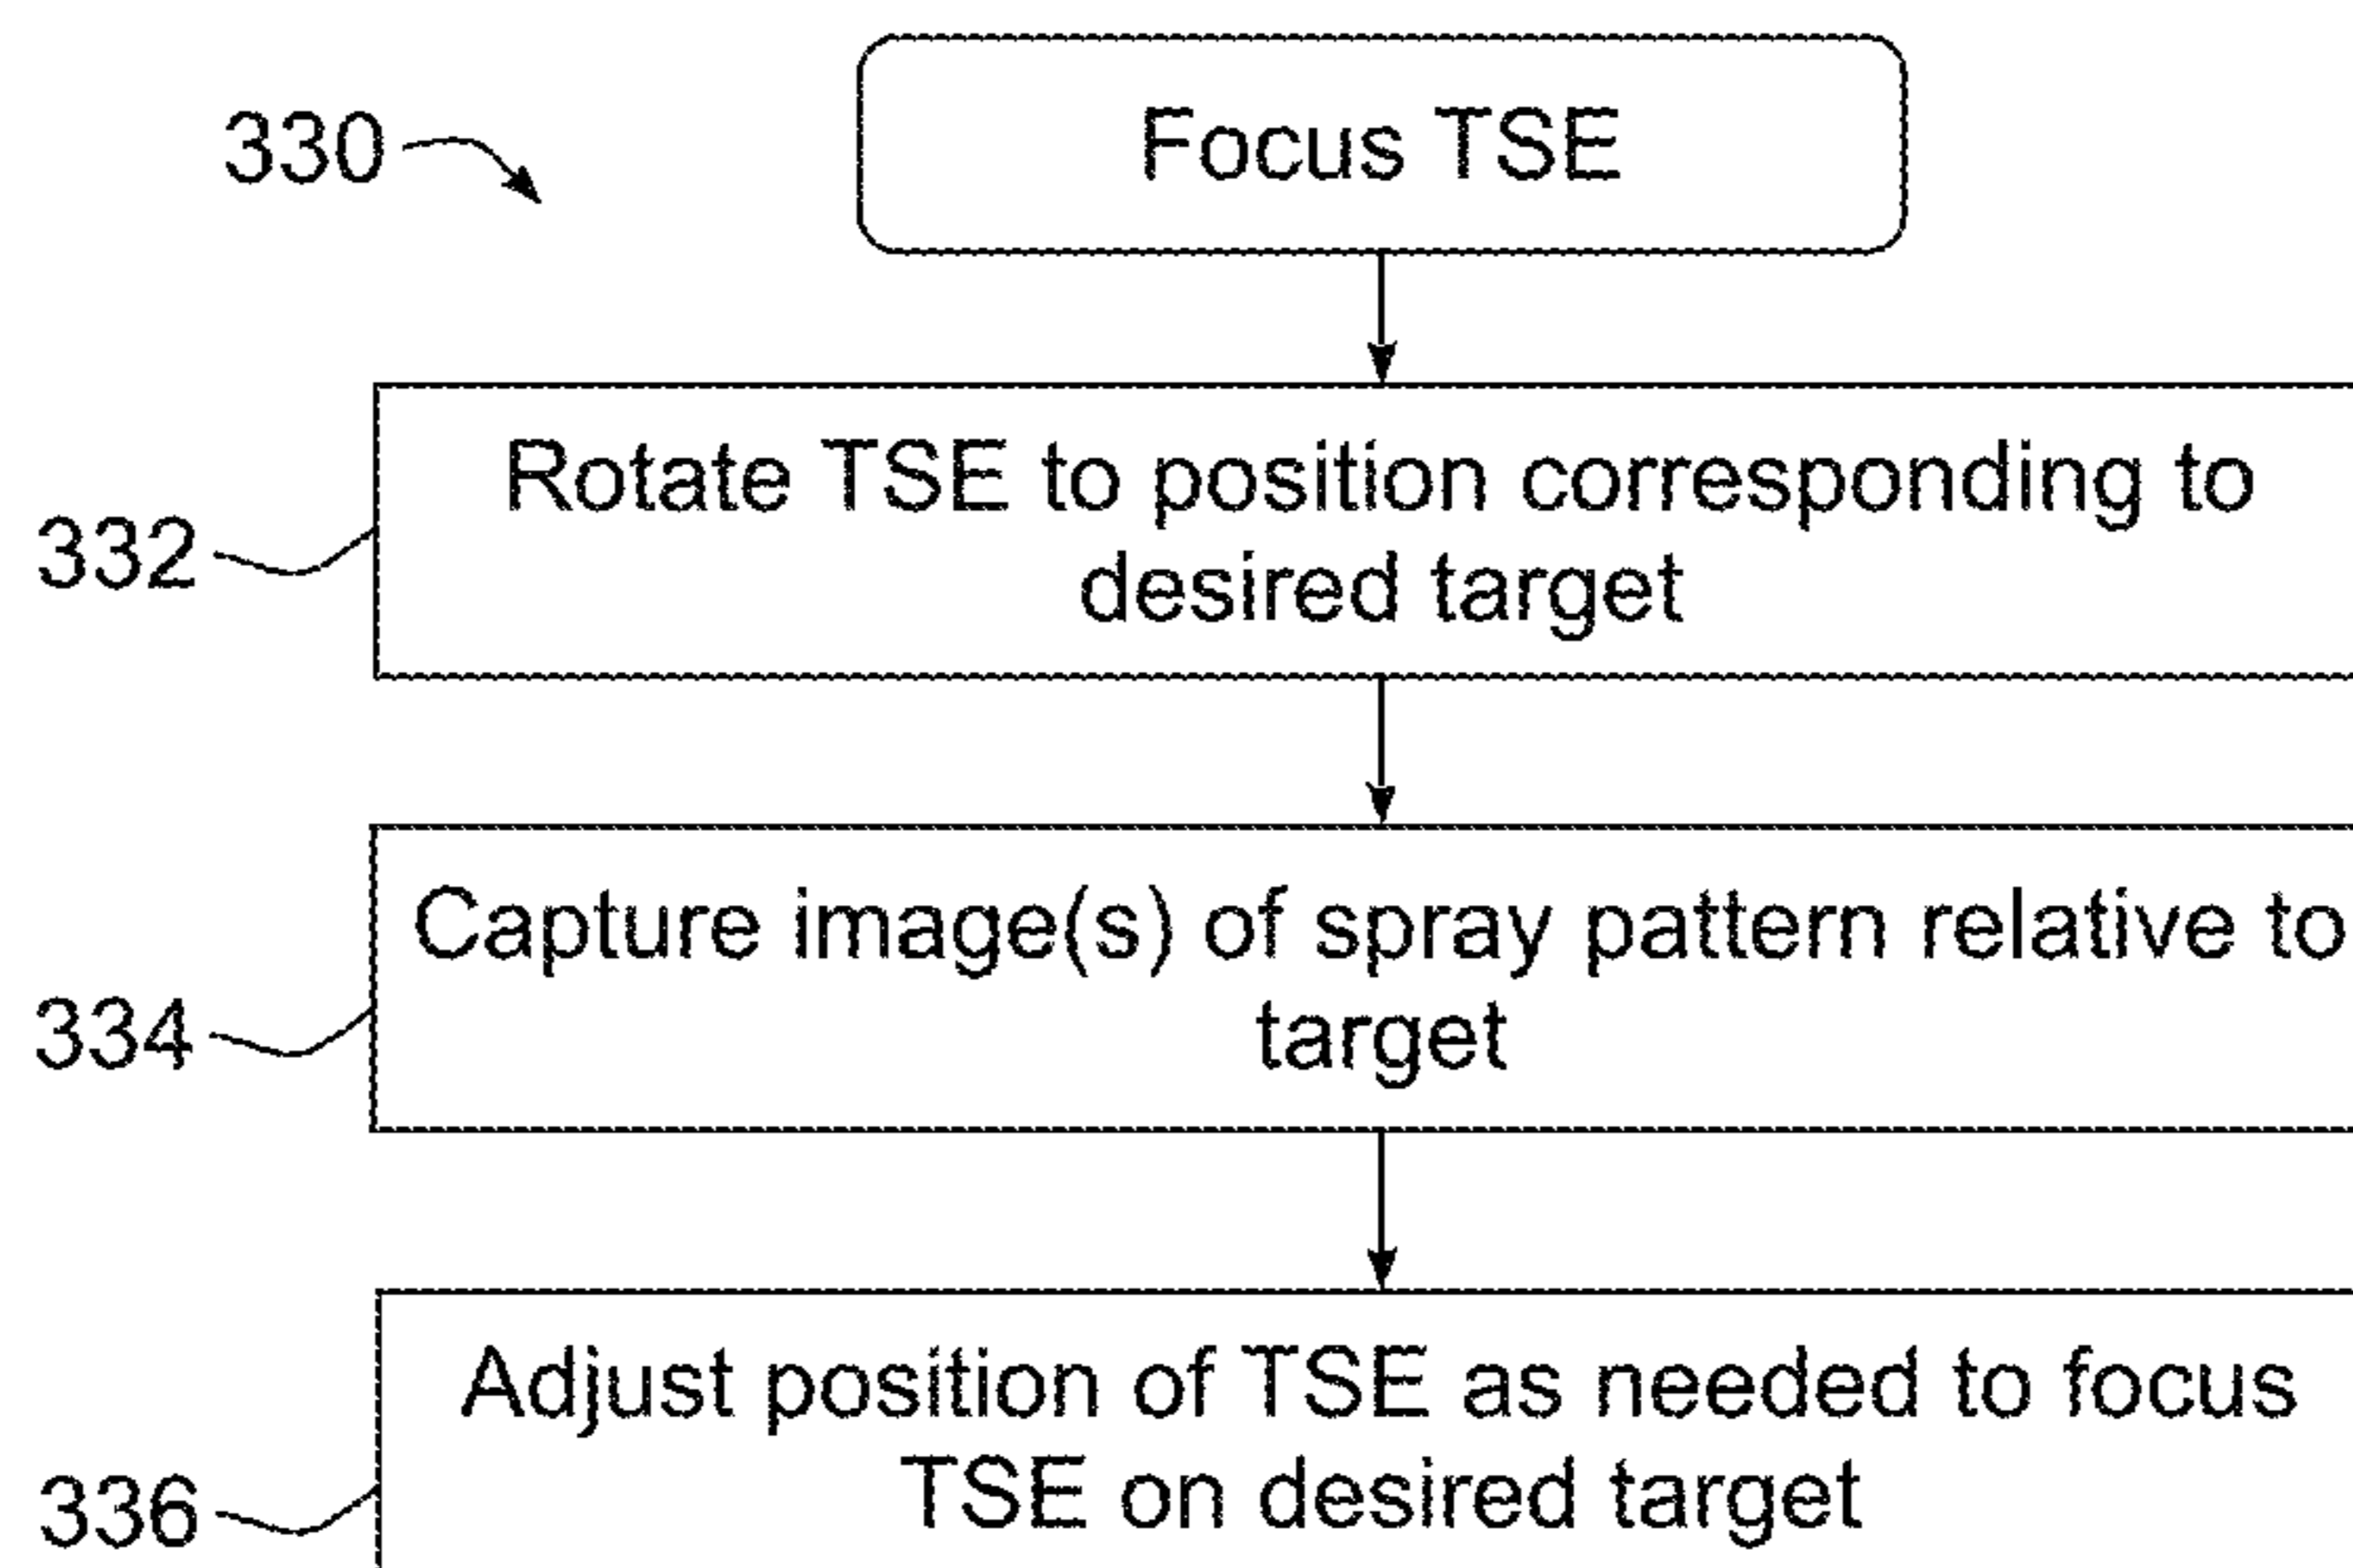 330
Focus TSE
332
Rotate TSE to position corresponding to
desired target
334
Capture image(s) of spray pattern relative to
target
336
Adjust position of TSE as needed to focus
TSE on desired target